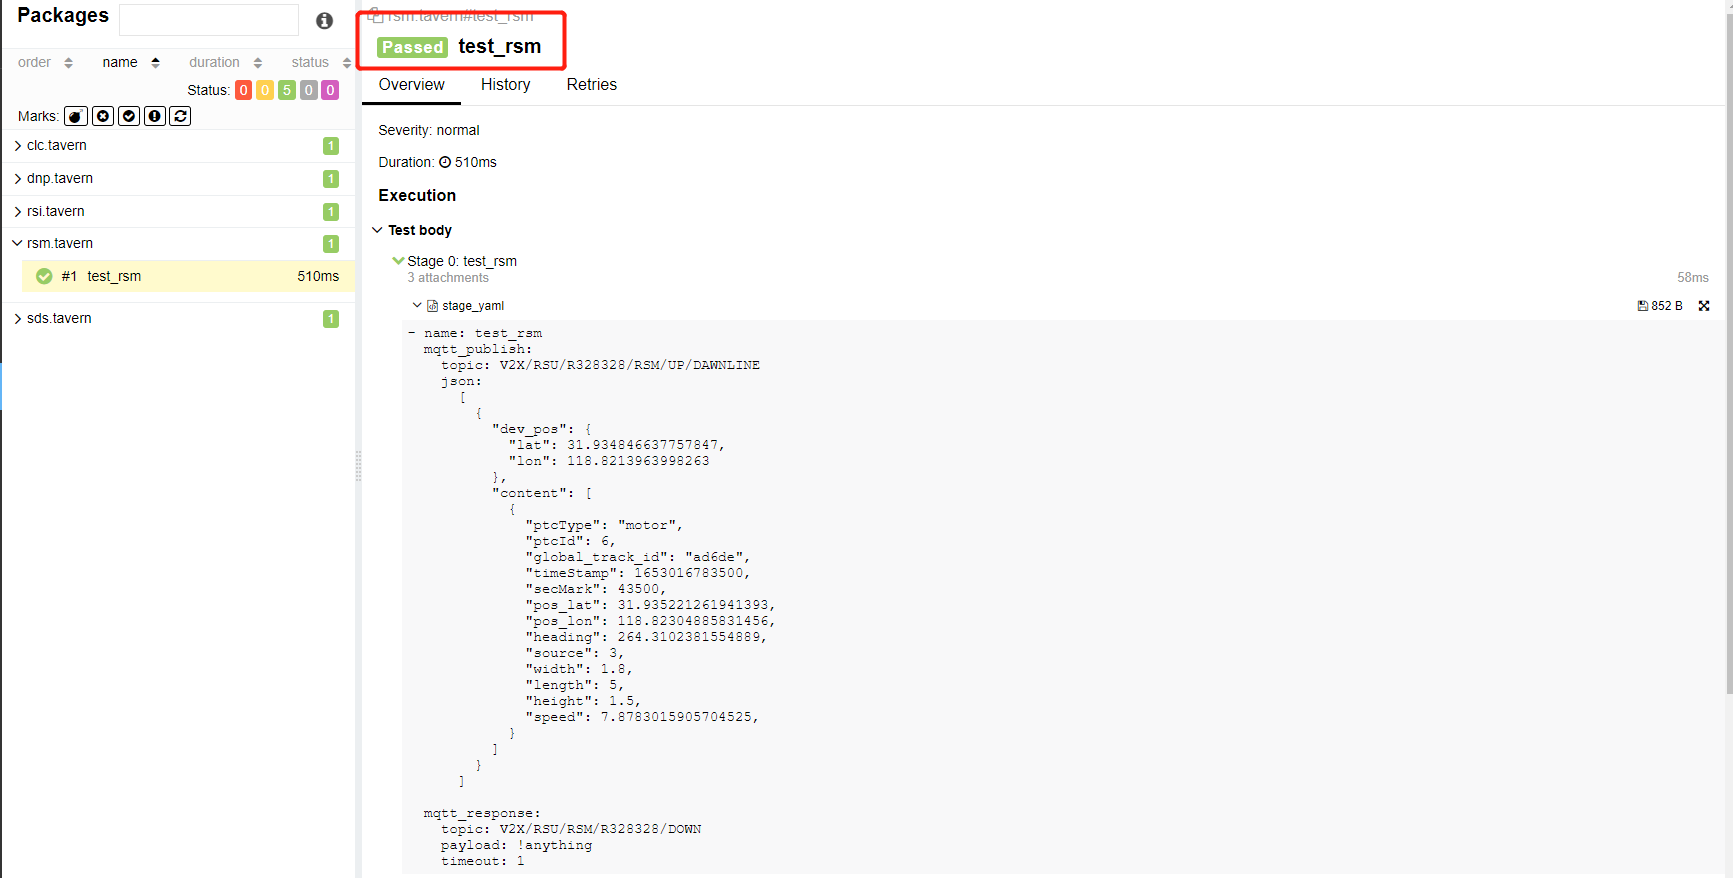 Packages
order name duration status
Status: 0 0 5 0 0
Marks:
clc.tavern 1
dnp.tavern 1
rsi.tavern 1
rsm.tavern 1
#1 test_rsm 510ms
sds.tavern 1
rsm.tavern#test_rsm
Passed test_rsm
Overview History Retries
Severity: normal
Duration: 510ms
Execution
Test body
Stage 0: test_rsm
3 attachments 58ms
stage_yaml 852 B
- name: test_rsm
mqtt_publish:
topic: V2X/RSU/R328328/RSM/UP/DAWNLINE
json:
[
{
"dev_pos": {
"lat": 31.934846637757847,
"lon": 118.8213963998263
},
"content": [
{
"ptcType": "motor",
"ptcId": 6,
"global_track_id": "ad6de",
"timeStamp": 1653016783500,
"secMark": 43500,
"pos_lat": 31.935221261941393,
"pos_lon": 118.82304885831456,
"heading": 264.3102381554889,
"source": 3,
"width": 1.8,
"length": 5,
"height": 1.5,
"speed": 7.8783015905704525,
}
]
}
]
mqtt_response:
topic: V2X/RSU/RSM/R328328/DOWN
payload: !anything
timeout: 1